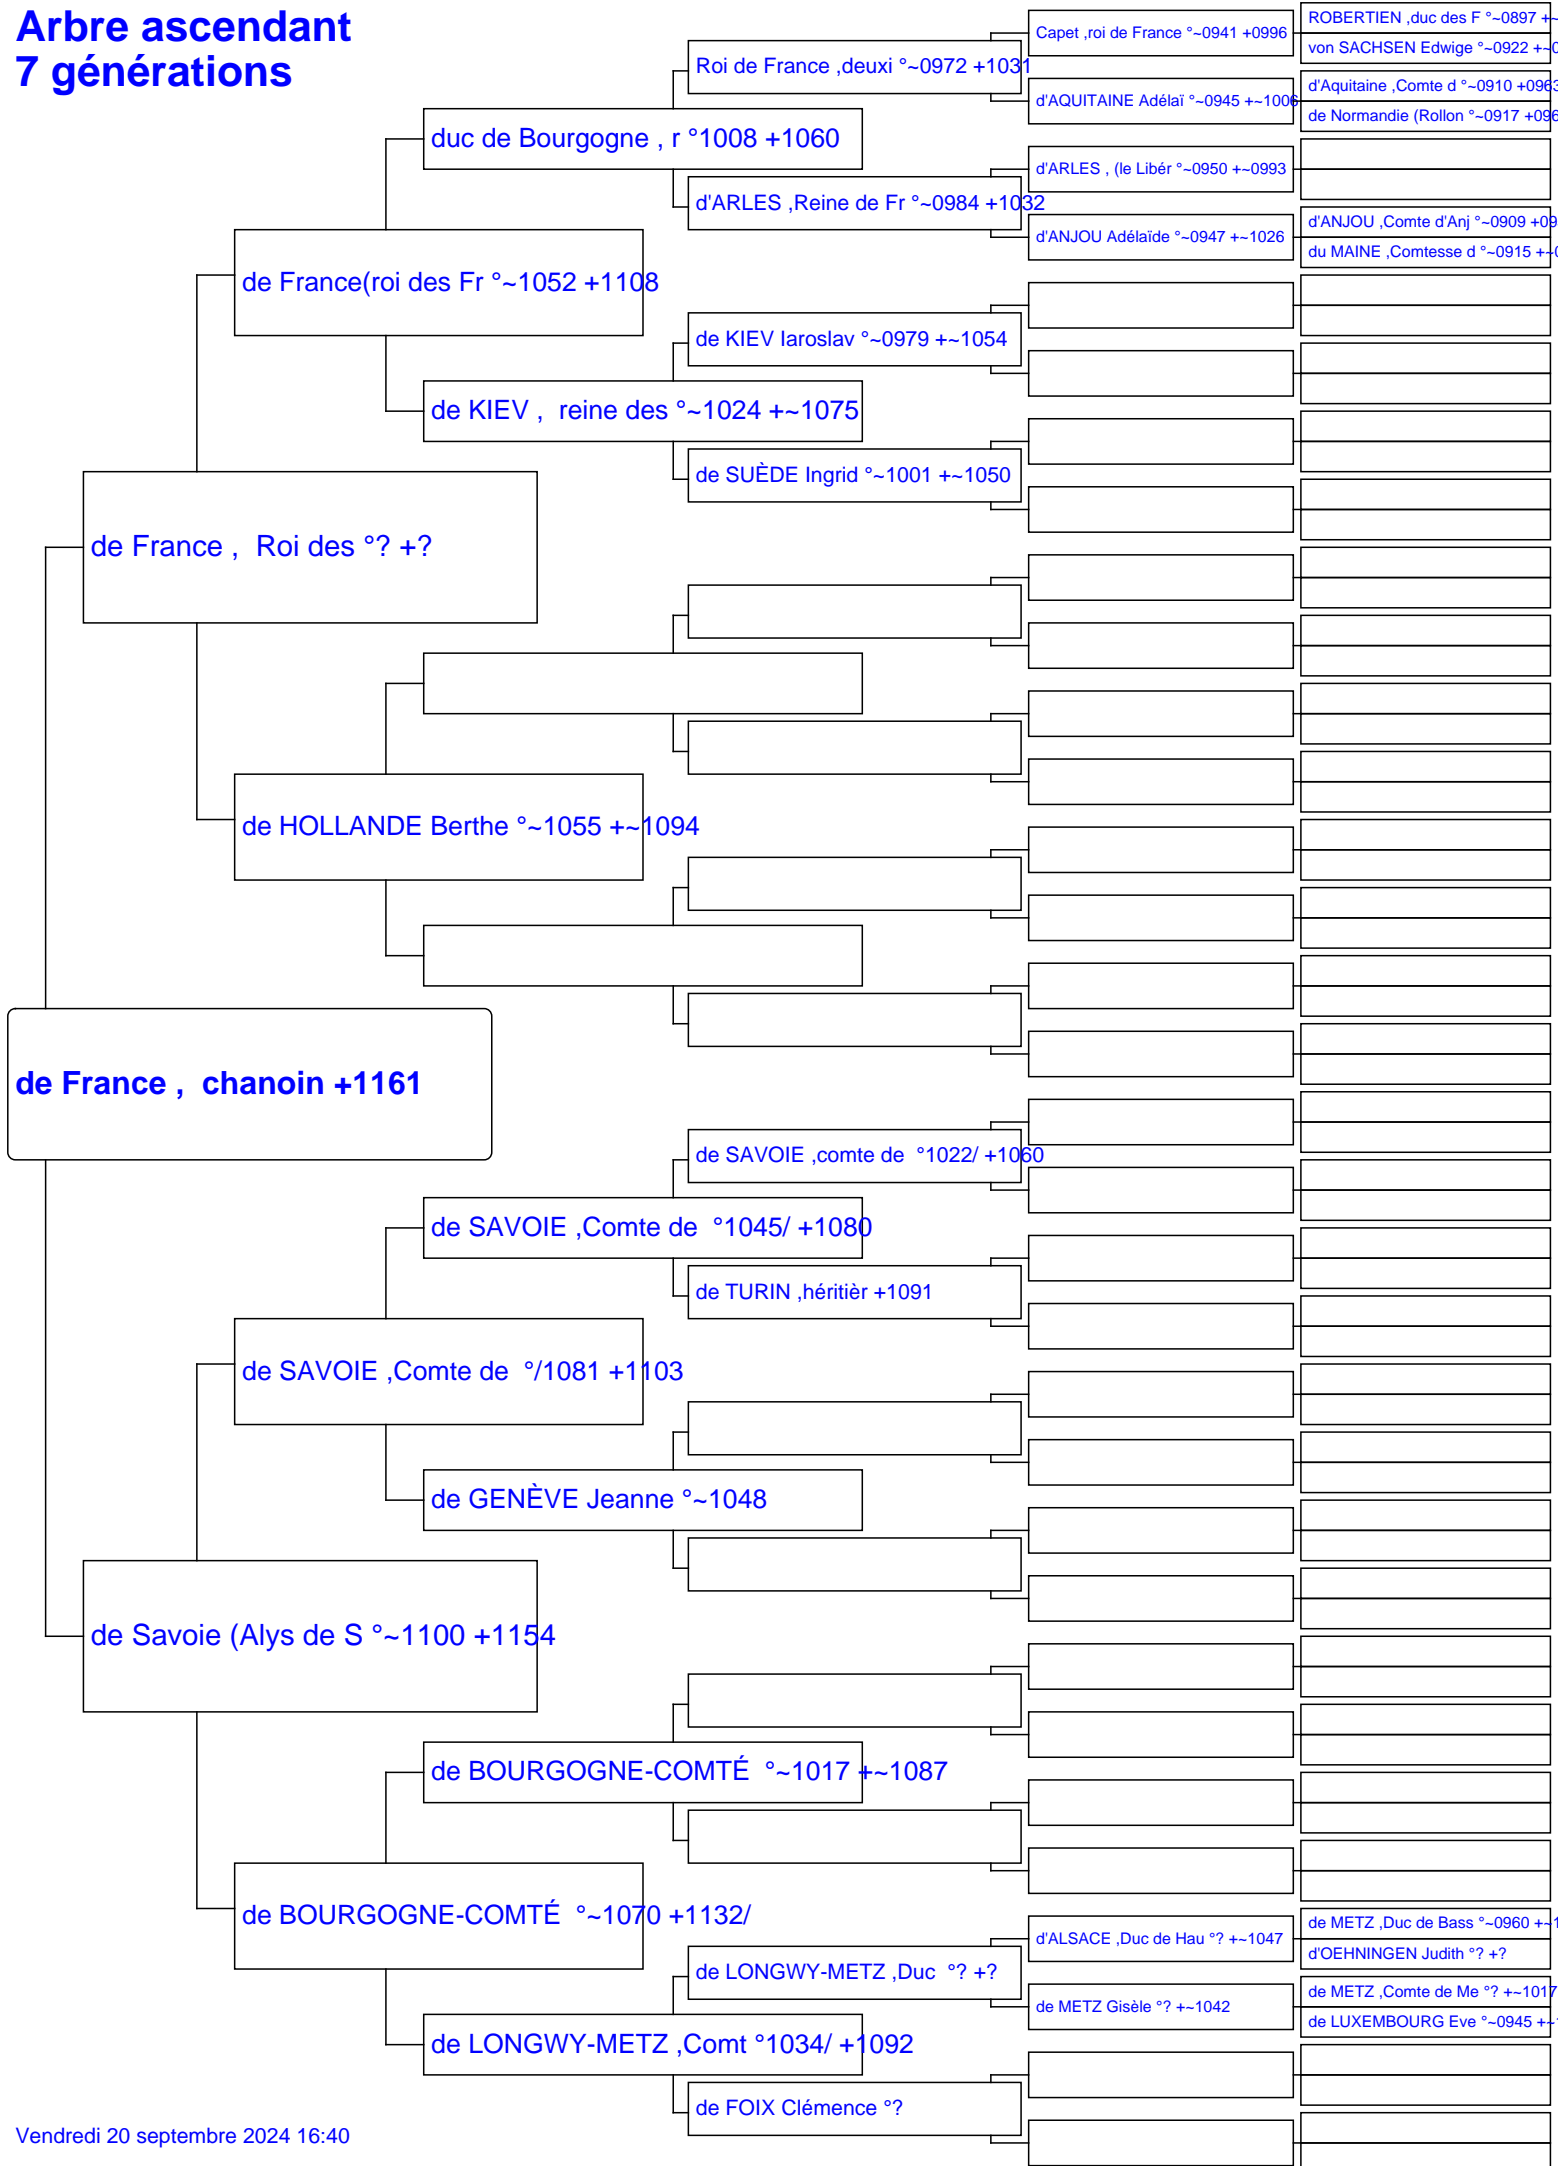 Arbre ascendant
7 générations
Capet ,roi de France °~0941 +0996
ROBERTIEN ,duc des F °~0897 +~
von SACHSEN Edwige °~0922 +~0
Roi de France ,deuxi °~0972 +1031
d'AQUITAINE Adélaï °~0945 +~1006
d'Aquitaine ,Comte d °~0910 +0963
de Normandie (Rollon °~0917 +096
duc de Bourgogne , r °1008 +1060
d'ARLES , (le Libér °~0950 +~0993
d'ARLES ,Reine de Fr °~0984 +1032
d'ANJOU Adélaïde °~0947 +~1026
d'ANJOU ,Comte d'Anj °~0909 +09
du MAINE ,Comtesse d °~0915 +~0
de France(roi des Fr °~1052 +1108
de KIEV Iaroslav °~0979 +~1054
de KIEV ,  reine des °~1024 +~1075
de SUÈDE Ingrid °~1001 +~1050
de France ,  Roi des °? +?
de HOLLANDE Berthe °~1055 +~1094
de France ,  chanoin +1161
de SAVOIE ,comte de  °1022/ +1060
de SAVOIE ,Comte de  °1045/ +1080
de TURIN ,héritièr +1091
de SAVOIE ,Comte de  °/1081 +1103
de GENÈVE Jeanne °~1048
de Savoie (Alys de S °~1100 +1154
de BOURGOGNE-COMTÉ  °~1017 +~1087
de BOURGOGNE-COMTÉ  °~1070 +1132/
d'ALSACE ,Duc de Hau °? +~1047
de METZ ,Duc de Bass °~0960 +~1
d'OEHNINGEN Judith °? +?
de LONGWY-METZ ,Duc  °? +?
de METZ Gisèle °? +~1042
de METZ ,Comte de Me °? +~1017
de LUXEMBOURG Eve °~0945 +~1
de LONGWY-METZ ,Comt °1034/ +1092
de FOIX Clémence °?
Vendredi 20 septembre 2024 16:40